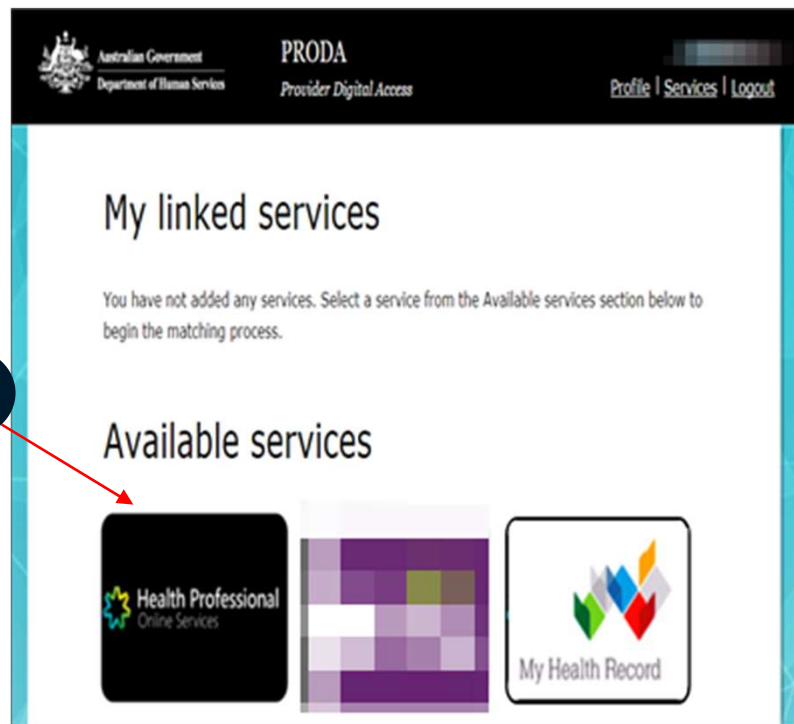 Australian Government
Department of Human Services
PRODA
Provider Digital Access
Profile | Services | Logout
My linked services
You have not added any services. Select a service from the Available services section below to
begin the matching process.
Available services
Health Professional
Online Services
My Health Record